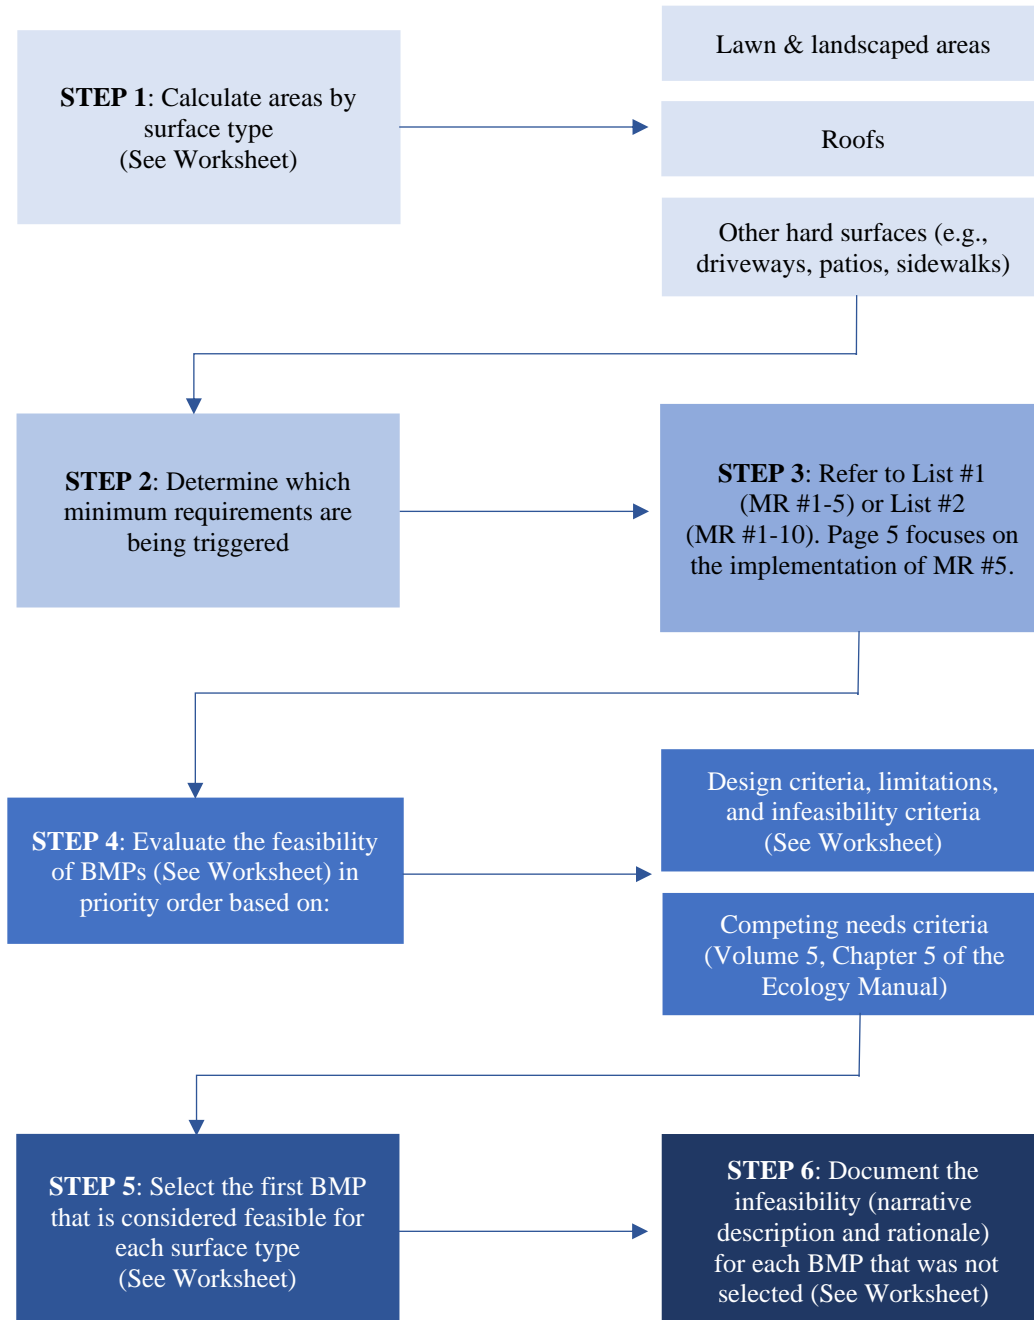 STEP 1: Calculate areas by
surface type
(See Worksheet)
Lawn & landscaped areas
Roofs
Other hard surfaces (e.g.,
driveways, patios, sidewalks)
STEP 2: Determine which
minimum requirements are
being triggered
STEP 3: Refer to List #1
(MR #1-5) or List #2
(MR #1-10). Page 5 focuses on
the implementation of MR #5.
STEP 4: Evaluate the feasibility
of BMPs (See Worksheet) in
priority order based on:
Design criteria, limitations,
and infeasibility criteria
(See Worksheet)
Competing needs criteria
(Volume 5, Chapter 5 of the
Ecology Manual)
STEP 5: Select the first BMP
that is considered feasible for
each surface type
(See Worksheet)
STEP 6: Document the
infeasibility (narrative
description and rationale)
for each BMP that was not
selected (See Worksheet)